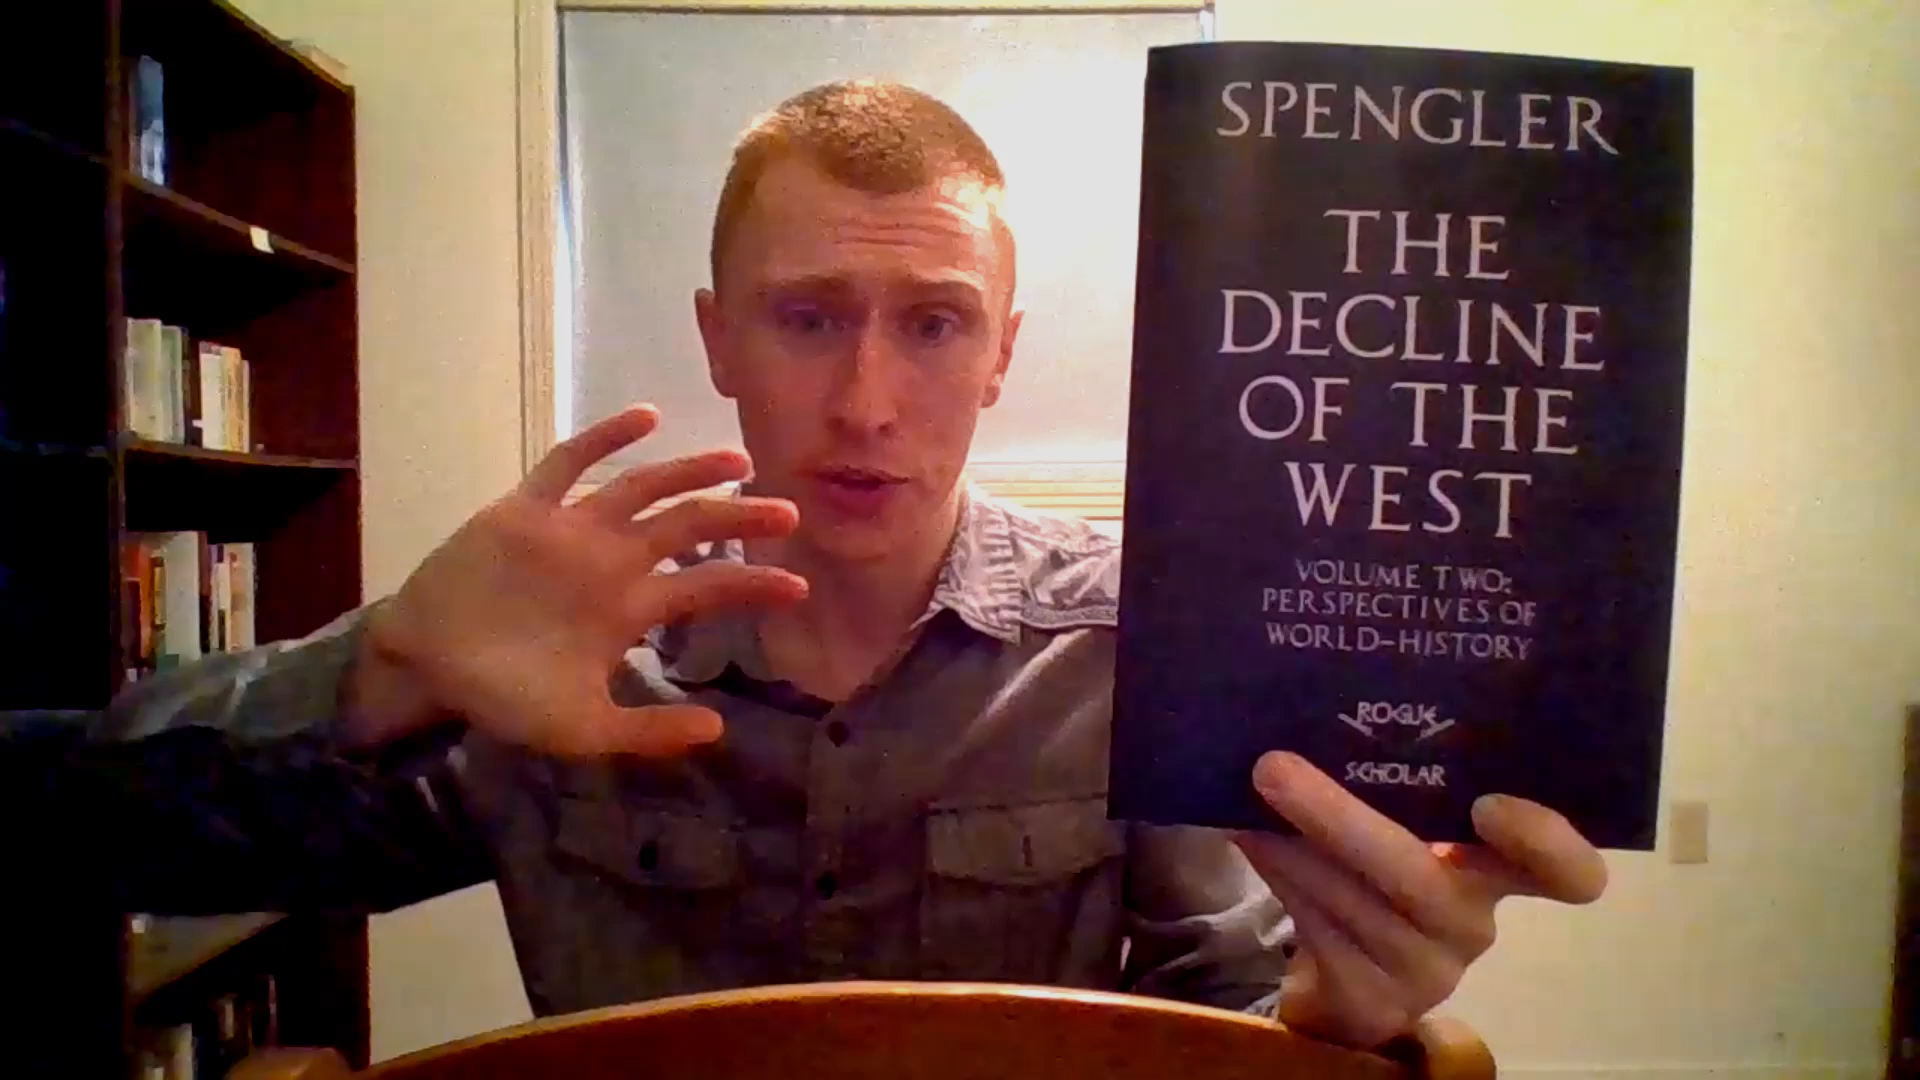 SPENGLER
THE
DECLINE
OF THE
WEST
VOLUME TWO:
PERSPECTIVES OF
WORLD-HISTORY
ROGUE
SCHOLAR